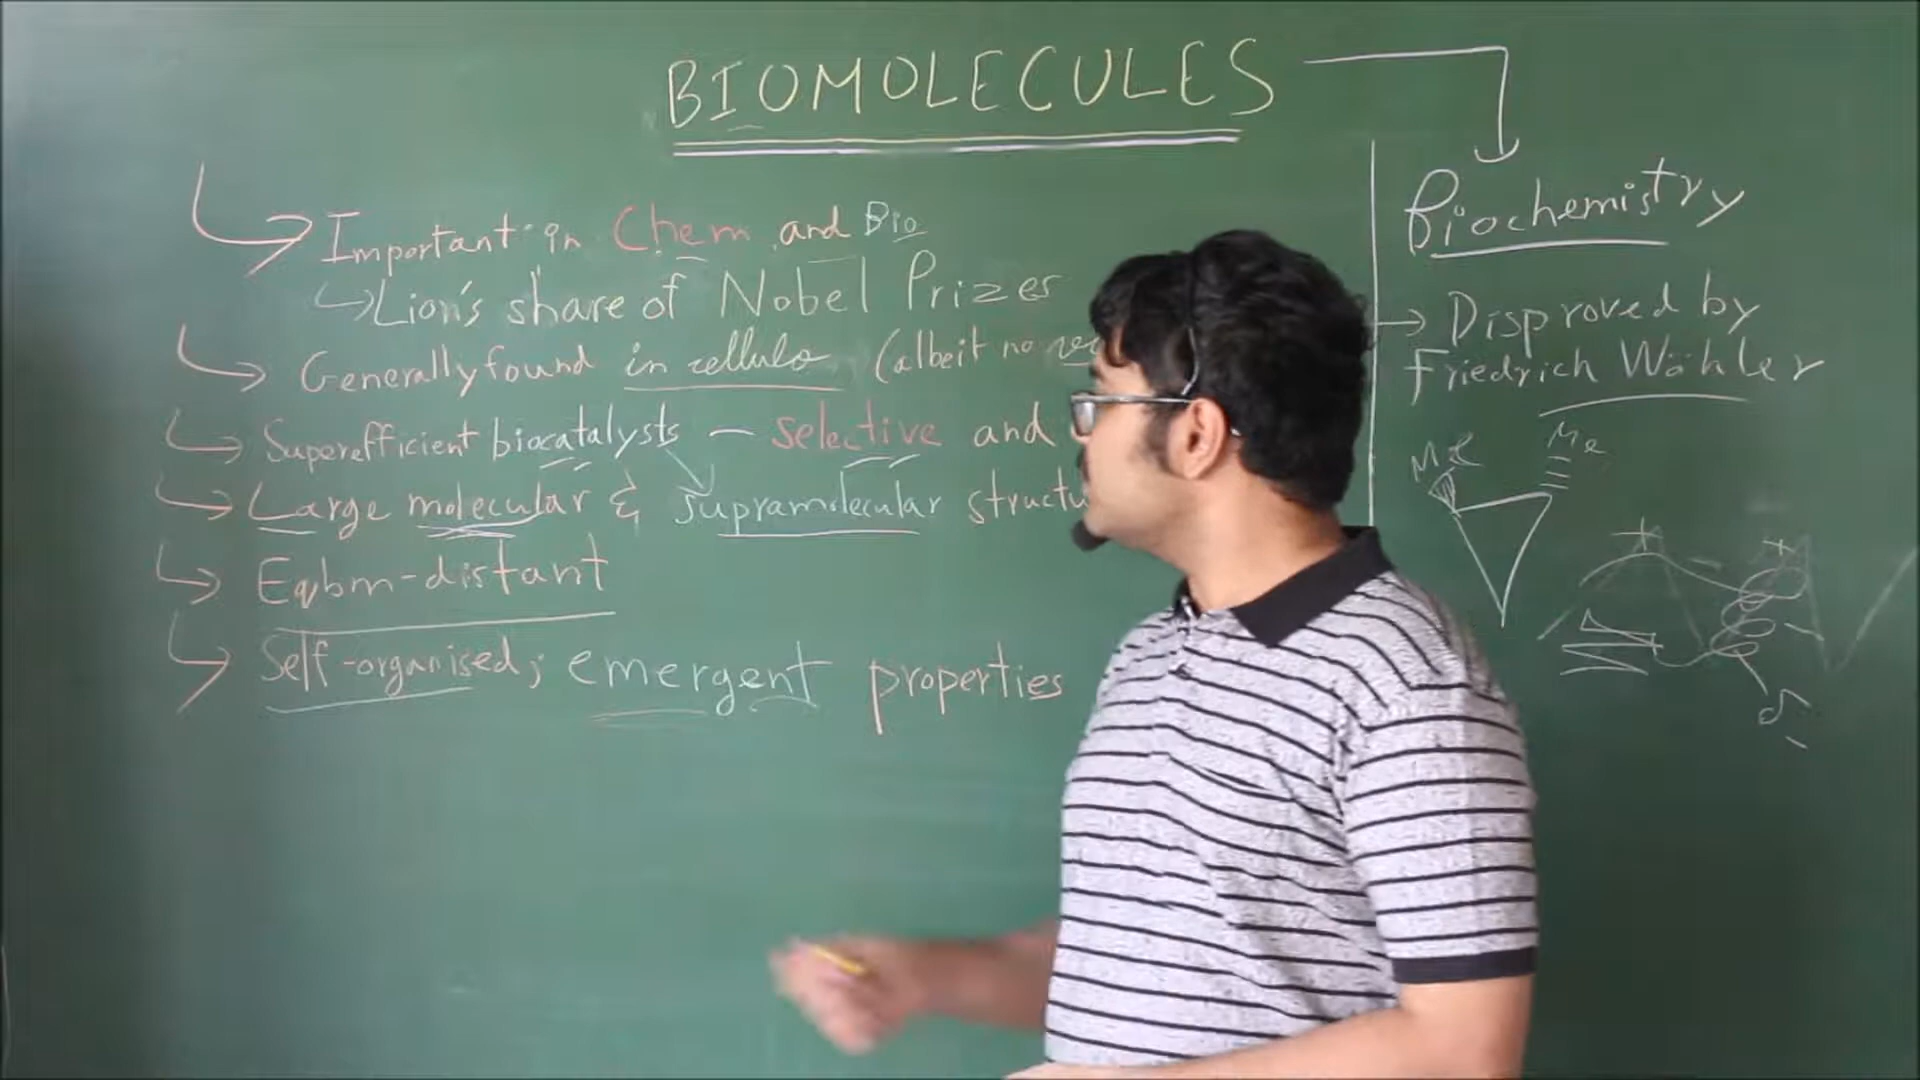 BIOMOLECULES
Important in Chem and Bio
Lion's share of Nobel Prizes
Generally found in cellulo (albeit no
Superefficient biocatalysts – selective and
Large molecular & supramolecular structu
Eqbm-distant
Self-organised; emergent properties
Biochemistry
Disproved by
Friedrich Wöhler
Me
Me